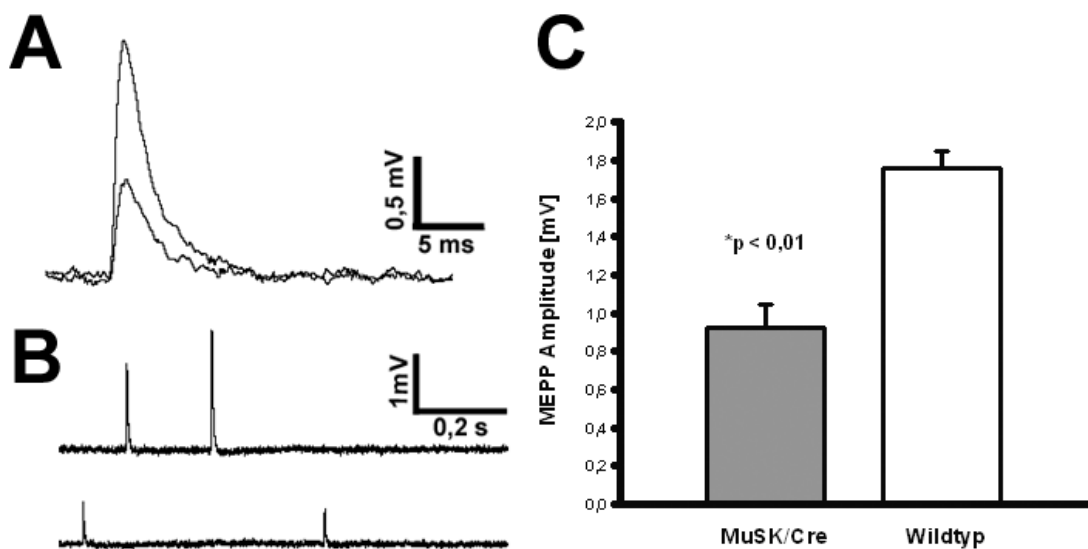 A
0,5 mV
5 ms
B
1mV
0,2 s
C
MEPP Amplitude [mV]
2,0
1,8
1,6
1,4
1,2
1,0
0,8
0,6
0,4
0,2
0,0
*p < 0,01
MuSK/Cre
Wildtyp